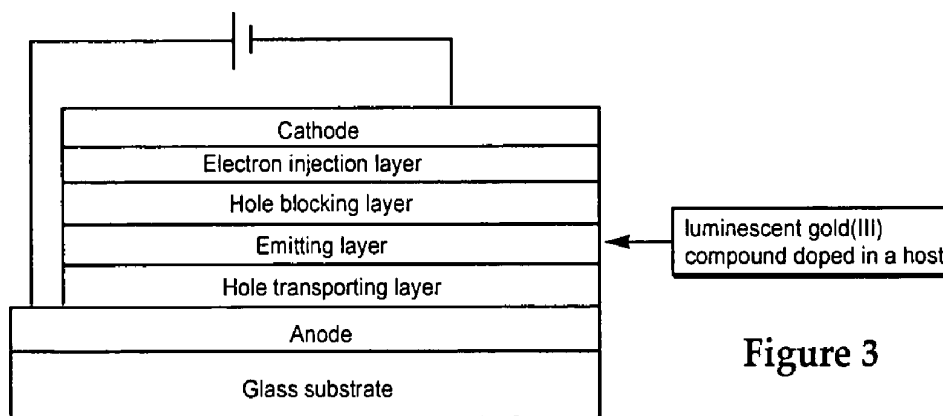 Cathode
Electron injection layer
Hole blocking layer
Emitting layer
Hole transporting layer
Anode
Glass substrate
luminescent gold(III)
compound doped in a host
Figure 3